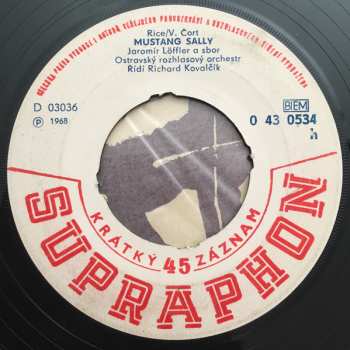 Rice/V. Čort
MUSTANG SALLY
Jaromír Löffler a sbor
Ostravský rozhlasový orchestr
Řídí Richard Kovalčík
D 03036
℗ 1968
BIEM
0 43 0534
h
KRATKÝ 45 ZÁZNAM
SUPRAPHON